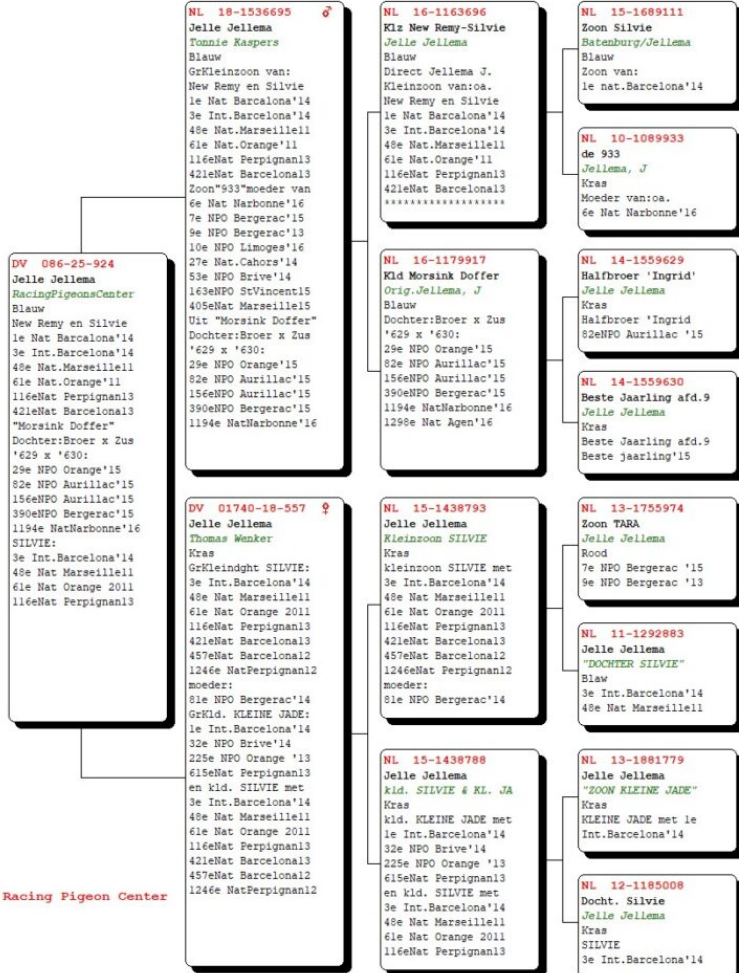 DV 086-25-924
Jelle Jellema
RacingPigeonsCenter
Blauw
New Remy en Silvie
1e Nat Barcalona'14
3e Int.Barcelona'14
48e Nat.Marseille11
61e Nat.Orange'11
116eNat Perpignan13
421eNat Barcelona13
"Morsink Doffer"
Dochter:Broer x Zus
'629 x '630:
29e NPO Orange'15
82e NPO Aurillac'15
156eNPO Aurillac'15
390eNPO Bergerac'15
1194e NatNarbonne'16
SILVIE:
3e Int.Barcelona'14
48e Nat Marseille11
61e Nat Orange 2011
116eNat Perpignan13
Racing Pigeon Center
NL 18-1536695 ♂
Jelle Jellema
Tonnie Kaspers
Blauw
GrKleinzoon van:
New Remy en Silvie
1e Nat Barcalona'14
3e Int.Barcelona'14
48e Nat.Marseille11
61e Nat.Orange'11
116eNat Perpignan13
421eNat Barcelona13
Zoon"933"moeder van
6e Nat Narbonne'16
7e NPO Bergerac'15
9e NPO Bergerac'13
10e NPO Limoges'16
27e Nat.Cahors'14
53e NPO Brive'14
163eNPO StVincent15
405eNat Marseille15
Uit "Morsink Doffer"
Dochter:Broer x Zus
'629 x '630:
29e NPO Orange'15
82e NPO Aurillac'15
156eNPO Aurillac'15
390eNPO Bergerac'15
1194e NatNarbonne'16
DV 01740-18-557 ♀
Jelle Jellema
Thomas Wenker
Kras
GrKleindght SILVIE:
3e Int.Barcelona'14
48e Nat Marseille11
61e Nat Orange 2011
116eNat Perpignan13
421eNat Barcelona13
457eNat Barcelona12
1246e NatPerpignan12
moeder:
81e NPO Bergerac'14
GrKld. KLEINE JADE:
1e Int.Barcelona'14
32e NPO Brive'14
225e NPO Orange '13
615eNat Perpignan13
en kld. SILVIE met
3e Int.Barcelona'14
48e Nat Marseille11
61e Nat Orange 2011
116eNat Perpignan13
421eNat Barcelona13
457eNat Barcelona12
1246e NatPerpignan12
NL 16-1163696
Klz New Remy-Silvie
Jelle Jellema
Blauw
Direct Jellema J.
Kleinzoon van:oa.
New Remy en Silvie
1e Nat Barcalona'14
3e Int.Barcelona'14
48e Nat.Marseille11
61e Nat.Orange'11
116eNat Perpignan13
421eNat Barcelona13
*******************
NL 16-1179917
Kld Morsink Doffer
Orig.Jellema, J
Blauw
Dochter:Broer x Zus
'629 x '630:
29e NPO Orange'15
82e NPO Aurillac'15
156eNPO Aurillac'15
390eNPO Bergerac'15
1194e NatNarbonne'16
1298e Nat Agen'16
NL 15-1438793
Jelle Jellema
Kleinzoon SILVIE
Kras
kleinzoon SILVIE met
3e Int.Barcelona'14
48e Nat Marseille11
61e Nat Orange 2011
116eNat Perpignan13
421eNat Barcelona13
457eNat Barcelona12
1246eNat Perpignan12
moeder:
81e NPO Bergerac'14
NL 15-1438788
Jelle Jellema
kld. SILVIE & KL. JA
Kras
kld. KLEINE JADE met
1e Int.Barcelona'14
32e NPO Brive'14
225e NPO Orange '13
615eNat Perpignan13
en kld. SILVIE met
3e Int.Barcelona'14
48e Nat Marseille11
61e Nat Orange 2011
116eNat Perpignan13
NL 15-1689111
Zoon Silvie
Batenburg/Jellema
Blauw
Zoon van:
1e nat.Barcelona'14
NL 10-1089933
de 933
Jellema, J
Kras
Moeder van:oa.
6e Nat Narbonne'16
NL 14-1559629
Halfbroer 'Ingrid'
Jelle Jellema
Kras
Halfbroer 'Ingrid
82eNPO Aurillac '15
NL 14-1559630
Beste Jaarling afd.9
Jelle Jellema
Kras
Beste Jaarling afd.9
Beste jaarling'15
NL 13-1755974
Zoon TARA
Jelle Jellema
Rood
7e NPO Bergerac '15
9e NPO Bergerac '13
NL 11-1292883
Jelle Jellema
"DOCHTER SILVIE"
Blaw
3e Int.Barcelona'14
48e Nat Marseille11
NL 13-1881779
Jelle Jellema
"ZOON KLEINE JADE"
Kras
KLEINE JADE met 1e
Int.Barcelona'14
NL 12-1185008
Docht. Silvie
Jelle Jellema
Kras
SILVIE
3e Int.Barcelona'14